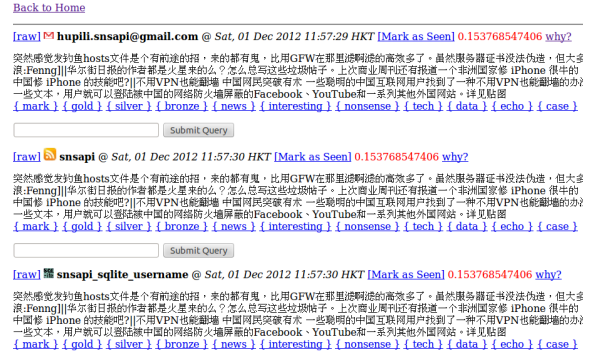 Back to Home
[raw] hupili.snsapi@gmail.com @ Sat, 01 Dec 2012 11:57:29 HKT [Mark as Seen] 0.153768547406 why?
突然感觉发钓鱼hosts文件是个有前途的招，来的都有鬼，比用GFW在那里滤啊滤的高效多了。虽然服务器证书没法伪造，但大多
浪:Fenng]||华尔街日报的作者都是火星来的么？怎么总写这些垃圾帖子。上次商业周刊还有报道一个非洲国家修 iPhone 很牛的
中国修 iPhone 的技能吧?||不用VPN也能翻墙 中国网民突破有术 一些聪明的中国互联网用户找到了一种不用VPN也能翻墙的办
一些文本，用户就可以登陆被中国的网络防火墙屏蔽的Facebook、YouTube和一系列其他外国网站。详见贴图
{ mark } { gold } { silver } { bronze } { news } { interesting } { nonsense } { tech } { data } { echo } { case }
Submit Query
[raw] snsapi @ Sat, 01 Dec 2012 11:57:30 HKT [Mark as Seen] 0.153768547406 why?
突然感觉发钓鱼hosts文件是个有前途的招，来的都有鬼，比用GFW在那里滤啊滤的高效多了。虽然服务器证书没法伪造，但大多
浪:Fenng]||华尔街日报的作者都是火星来的么？怎么总写这些垃圾帖子。上次商业周刊还有报道一个非洲国家修 iPhone 很牛的
中国修 iPhone 的技能吧?||不用VPN也能翻墙 中国网民突破有术 一些聪明的中国互联网用户找到了一种不用VPN也能翻墙的办
一些文本，用户就可以登陆被中国的网络防火墙屏蔽的Facebook、YouTube和一系列其他外国网站。详见贴图
{ mark } { gold } { silver } { bronze } { news } { interesting } { nonsense } { tech } { data } { echo } { case }
Submit Query
[raw] snsapi_sqlite_username @ Sat, 01 Dec 2012 11:57:30 HKT [Mark as Seen] 0.153768547406 why?
突然感觉发钓鱼hosts文件是个有前途的招，来的都有鬼，比用GFW在那里滤啊滤的高效多了。虽然服务器证书没法伪造，但大多
浪:Fenng]||华尔街日报的作者都是火星来的么？怎么总写这些垃圾帖子。上次商业周刊还有报道一个非洲国家修 iPhone 很牛的
中国修 iPhone 的技能吧?||不用VPN也能翻墙 中国网民突破有术 一些聪明的中国互联网用户找到了一种不用VPN也能翻墙的办
一些文本，用户就可以登陆被中国的网络防火墙屏蔽的Facebook、YouTube和一系列其他外国网站。详见贴图
{ mark } { gold } { silver } { bronze } { news } { interesting } { nonsense } { tech } { data } { echo } { case }